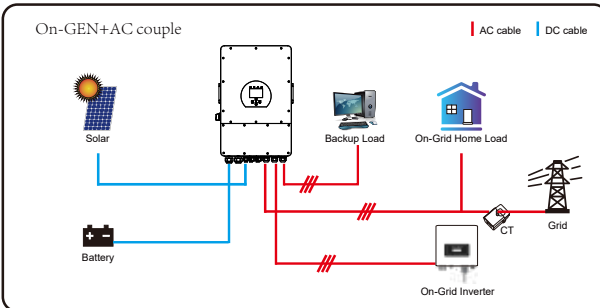 On-GEN+AC couple
AC cable
DC cable
Solar
Backup Load
On-Grid Home Load
CT
Grid
Battery
On-Grid Inverter